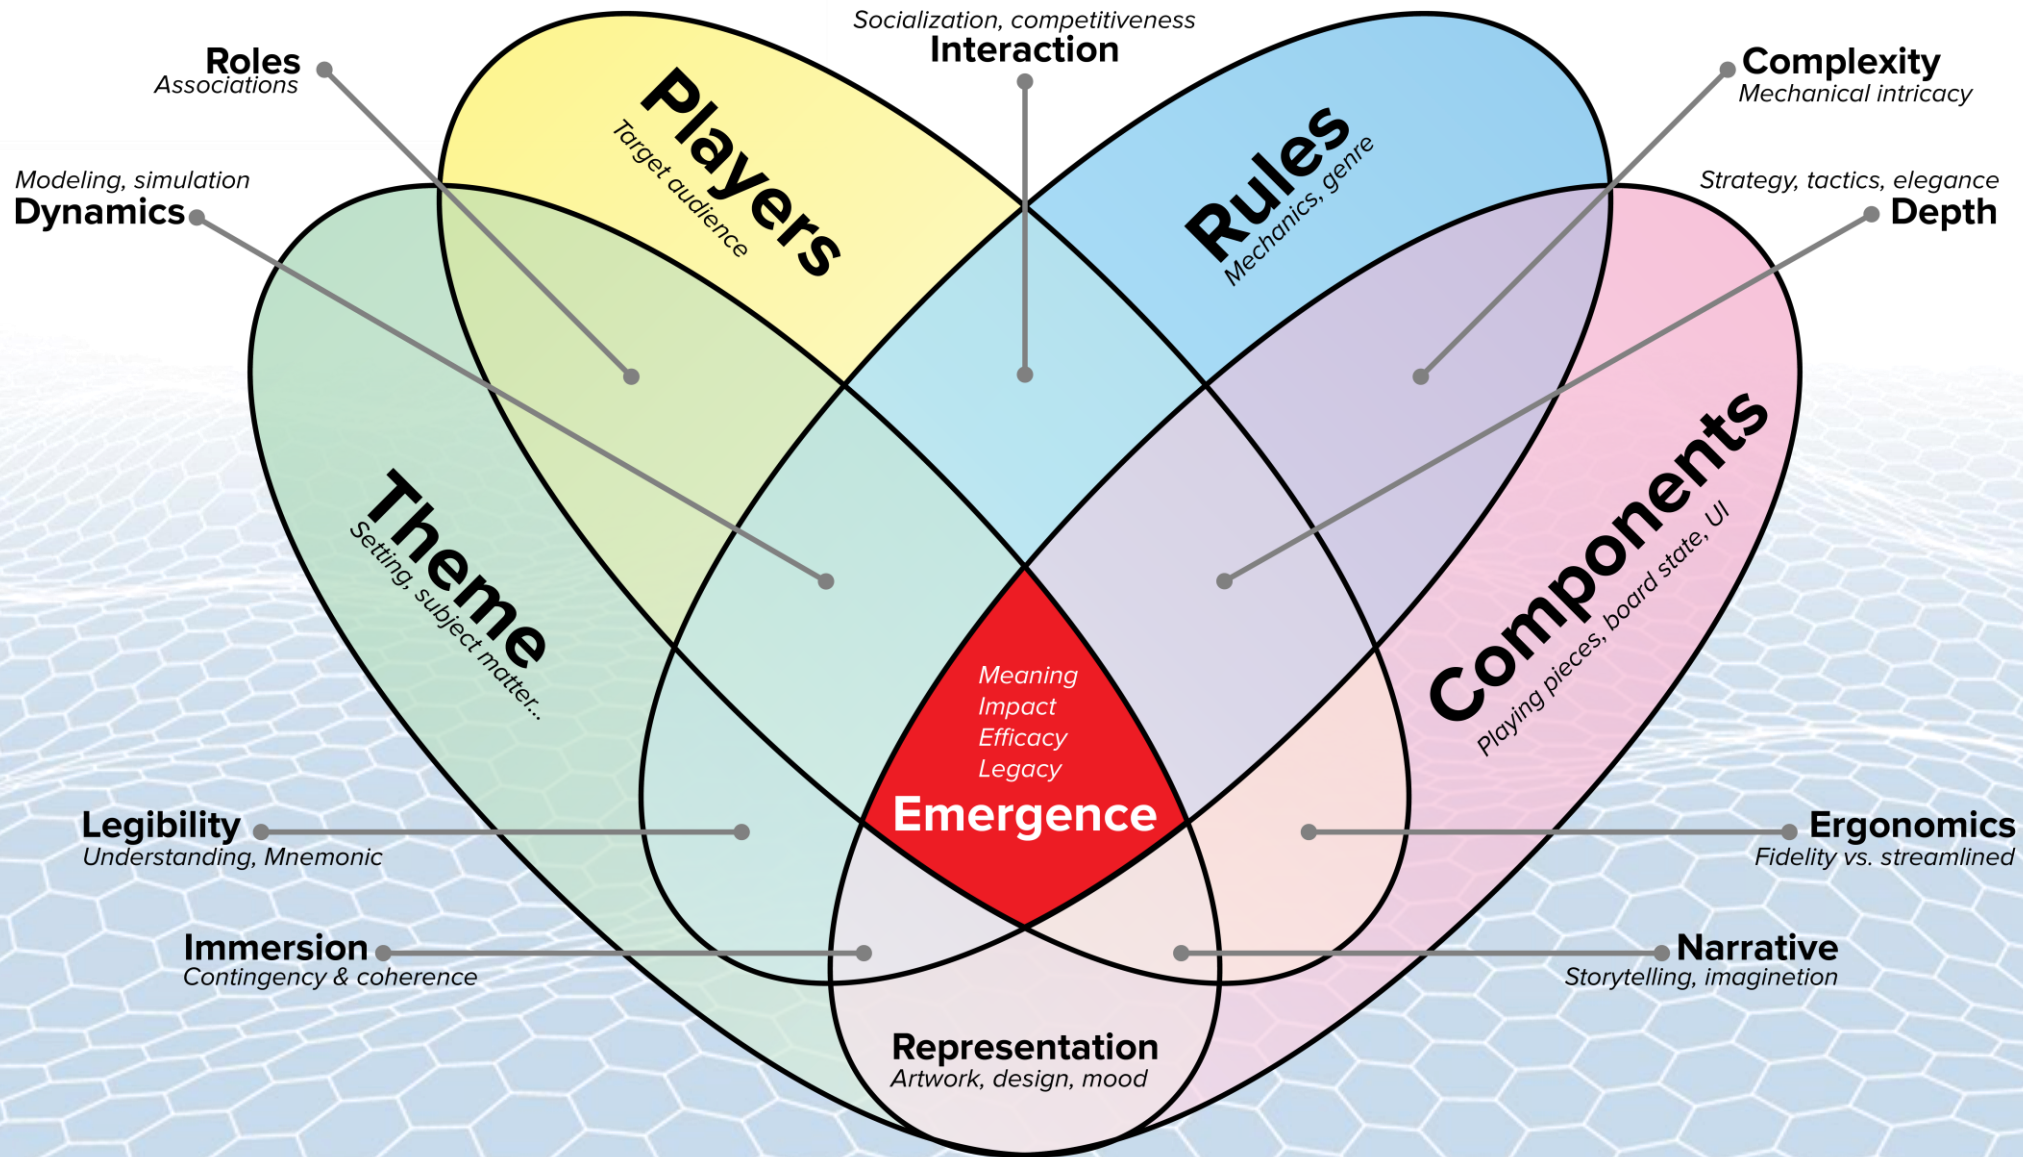 Socialization, competitiveness
Interaction
Roles
Associations
Complexity
Mechanical intricacy
Players
Target audience
Rules
Mechanics, genre
Modeling, simulation
Dynamics
Strategy, tactics, elegance
Depth
Theme
Setting, subject matter...
Components
Playing pieces, board state, UI
Meaning
Impact
Efficacy
Legacy
Emergence
Legibility
Understanding, Mnemonic
Ergonomics
Fidelity vs. streamlined
Immersion
Contingency & coherence
Narrative
Storytelling, imagination
Representation
Artwork, design, mood